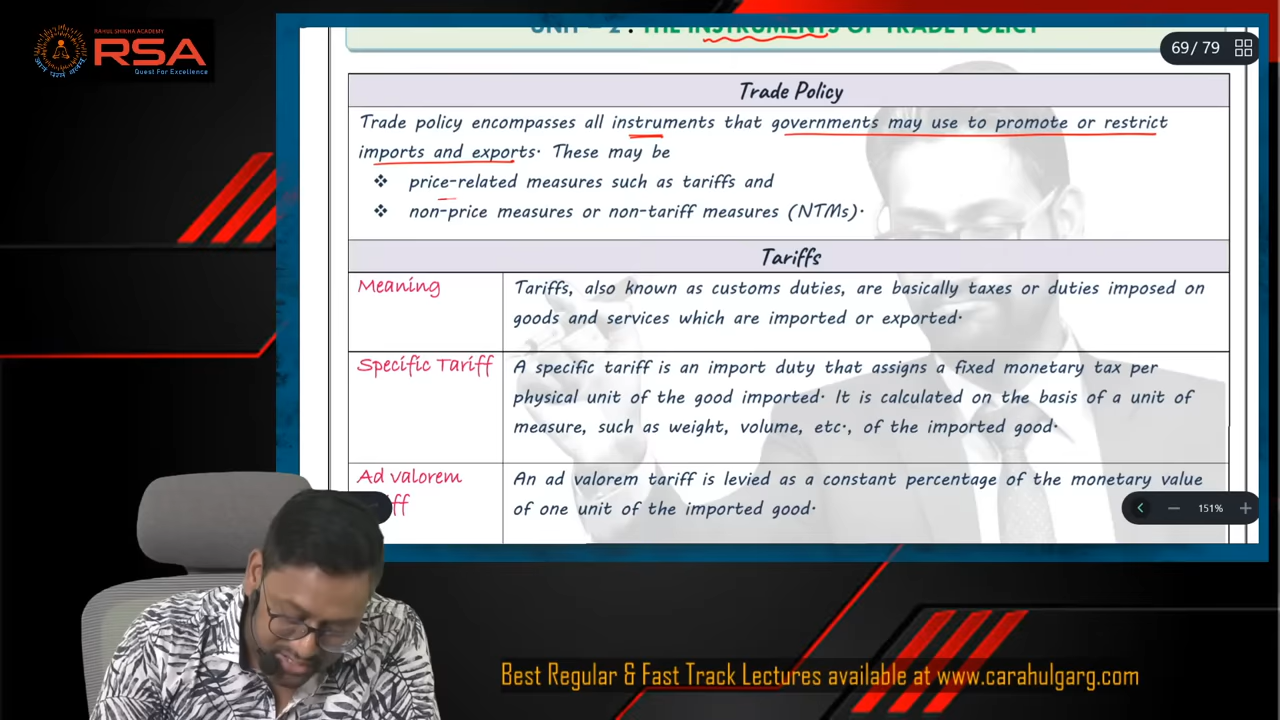 RAHUL SHIKHA ACADEMY
RSA
Quest For Excellence
UNIT – 2 : THE INSTRUMENTS OF TRADE POLICY
69 / 79
Trade Policy
Trade policy encompasses all instruments that governments may use to promote or restrict
imports and exports. These may be
❖ price-related measures such as tariffs and
❖ non-price measures or non-tariff measures (NTMs).
Tariffs
Meaning
Tariffs, also known as customs duties, are basically taxes or duties imposed on
goods and services which are imported or exported.
Specific Tariff
A specific tariff is an import duty that assigns a fixed monetary tax per
physical unit of the good imported. It is calculated on the basis of a unit of
measure, such as weight, volume, etc., of the imported good.
Ad valorem
An ad valorem tariff is levied as a constant percentage of the monetary value
of one unit of the imported good.
151%
Best Regular & Fast Track Lectures available at www.carahulgarg.com